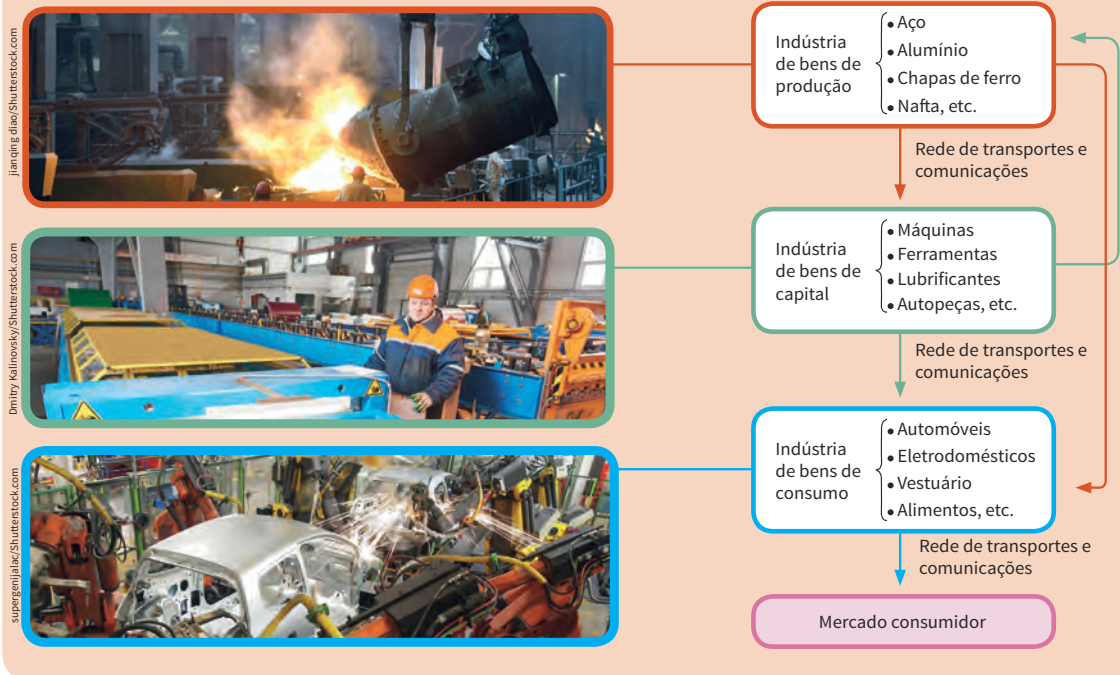 jianqing diao/Shutterstock.com
Indústria
de bens de
produção
• Aço
• Alumínio
• Chapas de ferro
• Nafta, etc.
Rede de transportes e
comunicações
Dmitry Kalinovsky/Shutterstock.com
Indústria
de bens de
capital
• Máquinas
• Ferramentas
• Lubrificantes
• Autopeças, etc.
Rede de transportes e
comunicações
supergenijalac/Shutterstock.com
Indústria
de bens de
consumo
• Automóveis
• Eletrodomésticos
• Vestuário
• Alimentos, etc.
Rede de transportes e
comunicações
Mercado consumidor